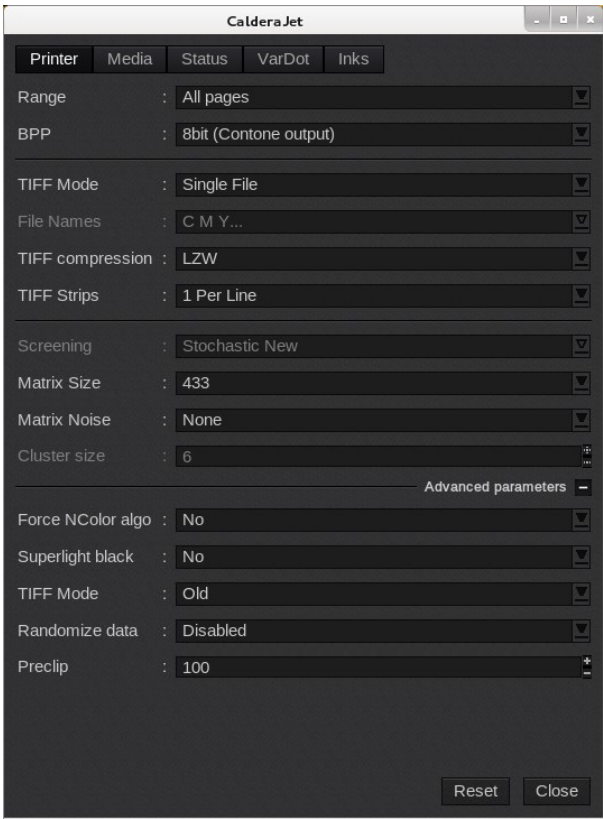 CalderaJet
Printer Media Status VarDot Inks
Range : All pages
BPP : 8bit (Contone output)
TIFF Mode : Single File
File Names : C M Y...
TIFF compression : LZW
TIFF Strips : 1 Per Line
Screening : Stochastic New
Matrix Size : 433
Matrix Noise : None
Cluster size : 6
Advanced parameters
Force NColor algo : No
Superlight black : No
TIFF Mode : Old
Randomize data : Disabled
Preclip : 100
Reset Close